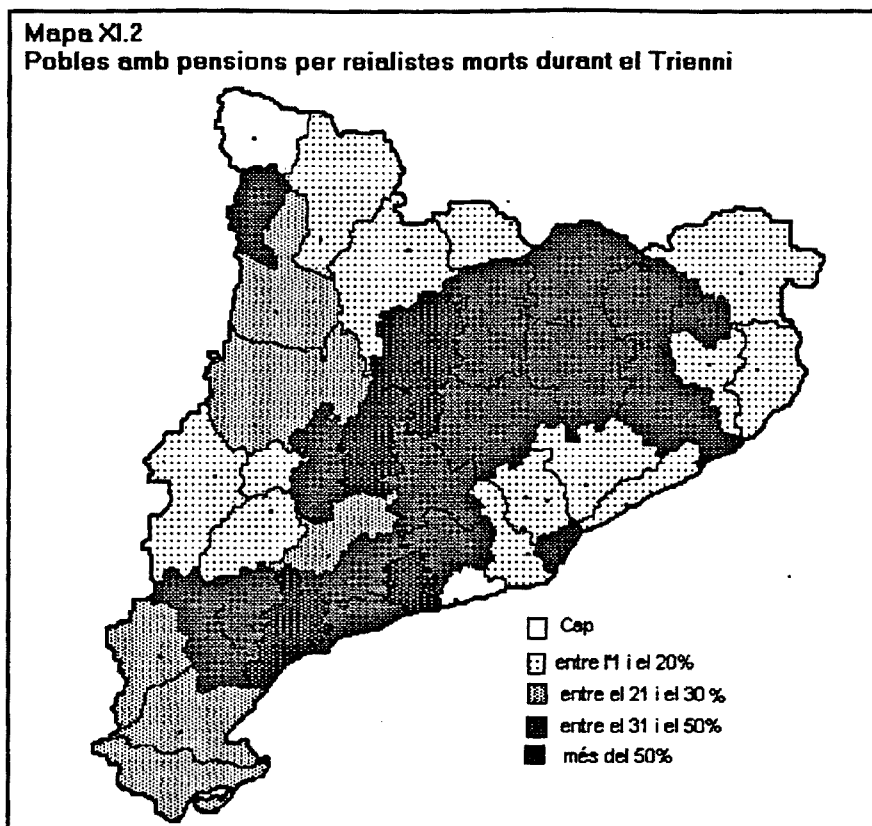 Mapa XI.2
Pobles amb pensions per reialistes morts durant el Trienni
Cap
entre l'1 i el 20%
entre el 21 i el 30 %
entre el 31 i el 50%
més del 50%